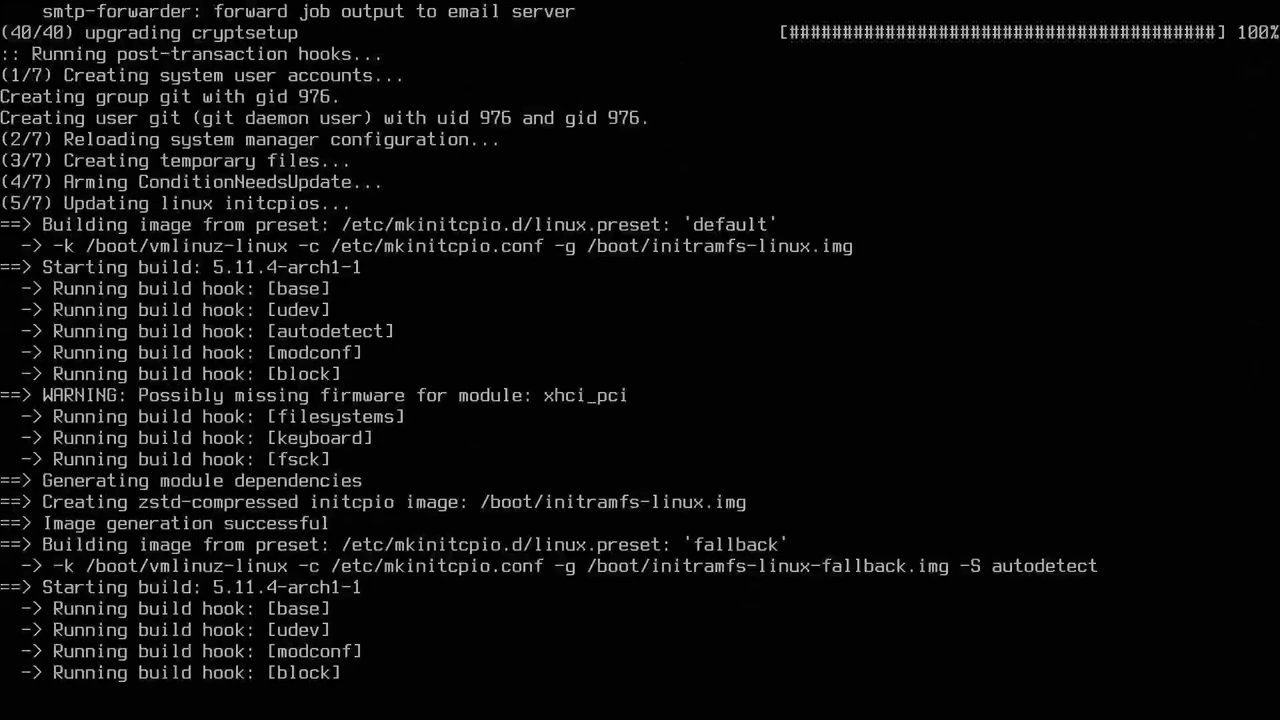 smtp-forwarder: forward job output to email server
(40/40) upgrading cryptsetup [########################################] 100%
:: Running post-transaction hooks...
(1/7) Creating system user accounts...
Creating group git with gid 976.
Creating user git (git daemon user) with uid 976 and gid 976.
(2/7) Reloading system manager configuration...
(3/7) Creating temporary files...
(4/7) Arming ConditionNeedsUpdate...
(5/7) Updating linux initcpios...
==> Building image from preset: /etc/mkinitcpio.d/linux.preset: 'default'
  -> -k /boot/vmlinuz-linux -c /etc/mkinitcpio.conf -g /boot/initramfs-linux.img
==> Starting build: 5.11.4-arch1-1
  -> Running build hook: [base]
  -> Running build hook: [udev]
  -> Running build hook: [autodetect]
  -> Running build hook: [modconf]
  -> Running build hook: [block]
==> WARNING: Possibly missing firmware for module: xhci_pci
  -> Running build hook: [filesystems]
  -> Running build hook: [keyboard]
  -> Running build hook: [fsck]
==> Generating module dependencies
==> Creating zstd-compressed initcpio image: /boot/initramfs-linux.img
==> Image generation successful
==> Building image from preset: /etc/mkinitcpio.d/linux.preset: 'fallback'
  -> -k /boot/vmlinuz-linux -c /etc/mkinitcpio.conf -g /boot/initramfs-linux-fallback.img -S autodetect
==> Starting build: 5.11.4-arch1-1
  -> Running build hook: [base]
  -> Running build hook: [udev]
  -> Running build hook: [modconf]
  -> Running build hook: [block]